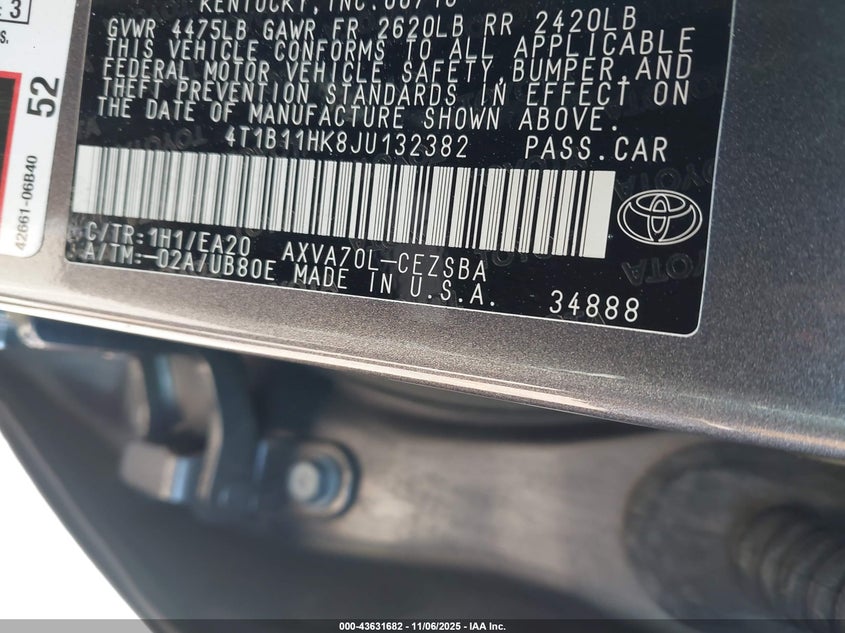 3
S.
52
42661-06B40
KENTUCKY, INC.
GVWR 4475LB GAWR FR 2620LB RR 2420LB
THIS VEHICLE CONFORMS TO ALL APPLICABLE
FEDERAL MOTOR VEHICLE SAFETY, BUMPER, AND
THEFT PREVENTION STANDARDS IN EFFECT ON
THE DATE OF MANUFACTURE SHOWN ABOVE.
4T1B11HK8JU132382 PASS.CAR
C/TR:1H1/EA20 AXVA70L-CEZSBA
A/TM:-02A/UB80E MADE IN U.S.A. 34888
TOYOTA
000-43631682 - 11/06/2025 - IAA Inc.